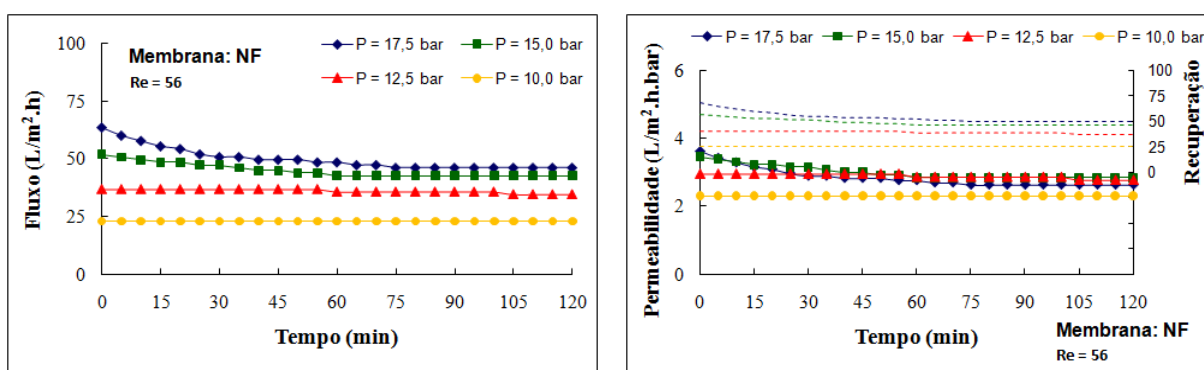 P = 17,5 bar P = 15,0 bar
P = 12,5 bar P = 10,0 bar
Membrana: NF
Re = 56
Fluxo (L/m².h)
100
75
50
25
0
0 15 30 45 60 75 90 105 120
Tempo (min)
P = 17,5 bar P = 15,0 bar P = 12,5 bar P = 10,0 bar
Permeabilidade (L/m².h.bar)
6
4
2
0
100
75
50
25
0
Recuperação
0 15 30 45 60 75 90 105 120
Tempo (min)
Membrana: NF
Re = 56